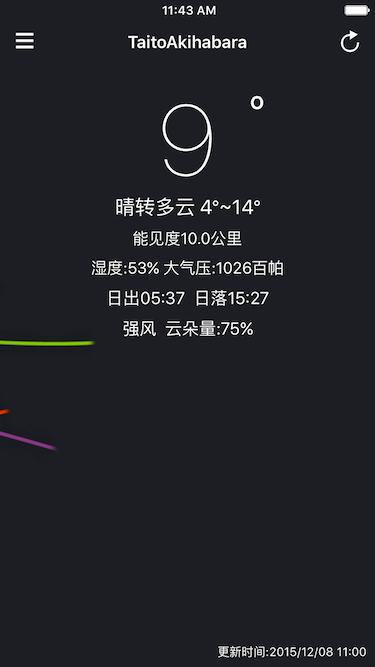 11:43 AM
TaitoAkihabara
9°
晴转多云 4°~14°
能见度10.0公里
湿度:53% 大气压:1026百帕
日出05:37 日落15:27
强风 云朵量:75%
更新时间:2015/12/08 11:00